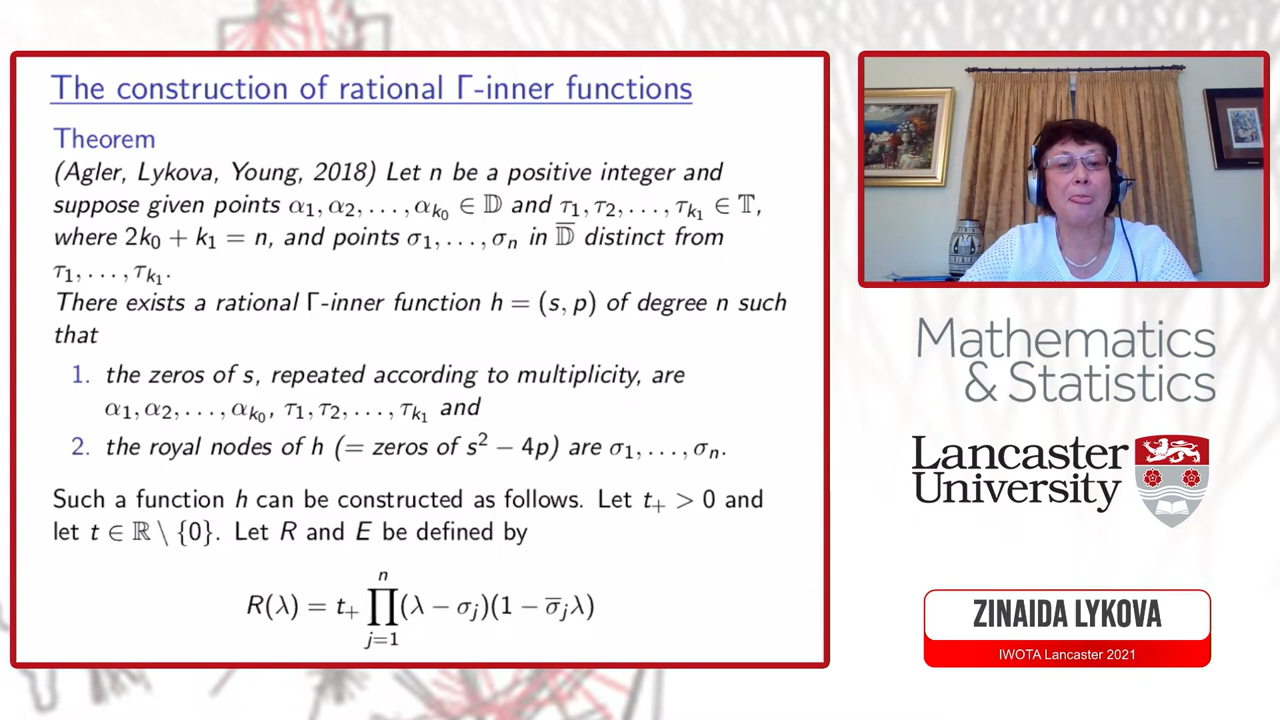 The construction of rational Γ-inner functions
Theorem
(Agler, Lykova, Young, 2018) Let n be a positive integer and
suppose given points α₁, α₂, . . . , αₖ₀ ∈ 𝔻 and τ₁, τ₂, . . . , τₖ₁ ∈ 𝕋,
where 2k₀ + k₁ = n, and points σ₁, . . . , σₙ in 𝔻̅ distinct from
τ₁, . . . , τₖ₁.
There exists a rational Γ-inner function h = (s, p) of degree n such
that
1. the zeros of s, repeated according to multiplicity, are
α₁, α₂, . . . , αₖ₀, τ₁, τ₂, . . . , τₖ₁ and
2. the royal nodes of h (= zeros of s² − 4p) are σ₁, . . . , σₙ.
Such a function h can be constructed as follows. Let t₊ > 0 and
let t ∈ ℝ \ {0}. Let R and E be defined by
R(λ) = t₊ ∏ⁿⱼ₌₁ (λ − σⱼ)(1 − σ̅ⱼλ)
Mathematics
& Statistics
Lancaster
University
ZINAIDA LYKOVA
IWOTA Lancaster 2021